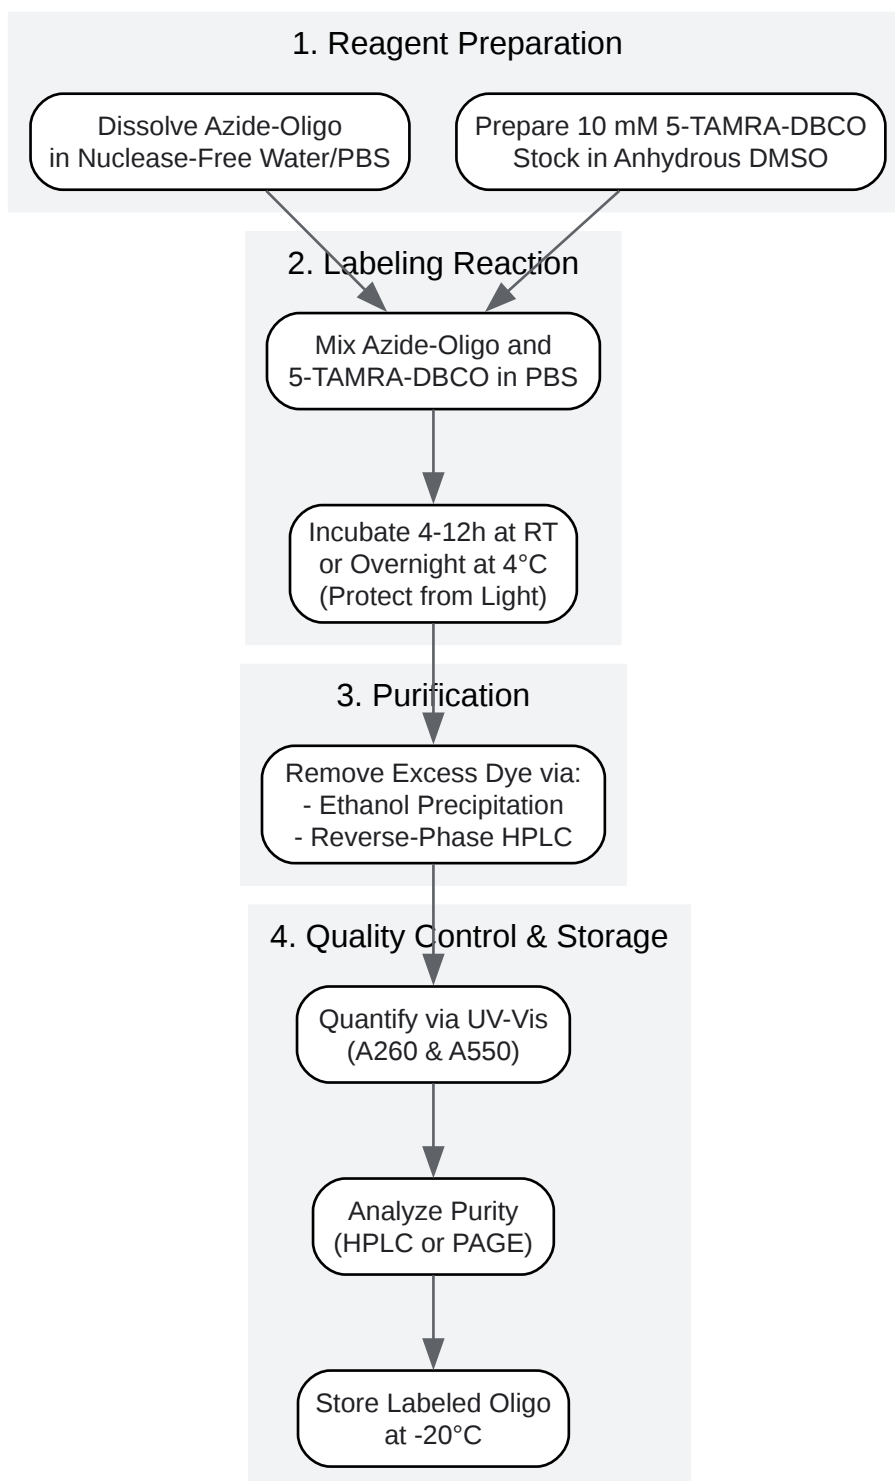 1. Reagent Preparation
Dissolve Azide-Oligo
in Nuclease-Free Water/PBS
Prepare 10 mM 5-TAMRA-DBCO
Stock in Anhydrous DMSO
2. Labeling Reaction
Mix Azide-Oligo and
5-TAMRA-DBCO in PBS
Incubate 4-12h at RT
or Overnight at 4°C
(Protect from Light)
3. Purification
Remove Excess Dye via:
- Ethanol Precipitation
- Reverse-Phase HPLC
4. Quality Control & Storage
Quantify via UV-Vis
(A260 & A550)
Analyze Purity
(HPLC or PAGE)
Store Labeled Oligo
at -20°C